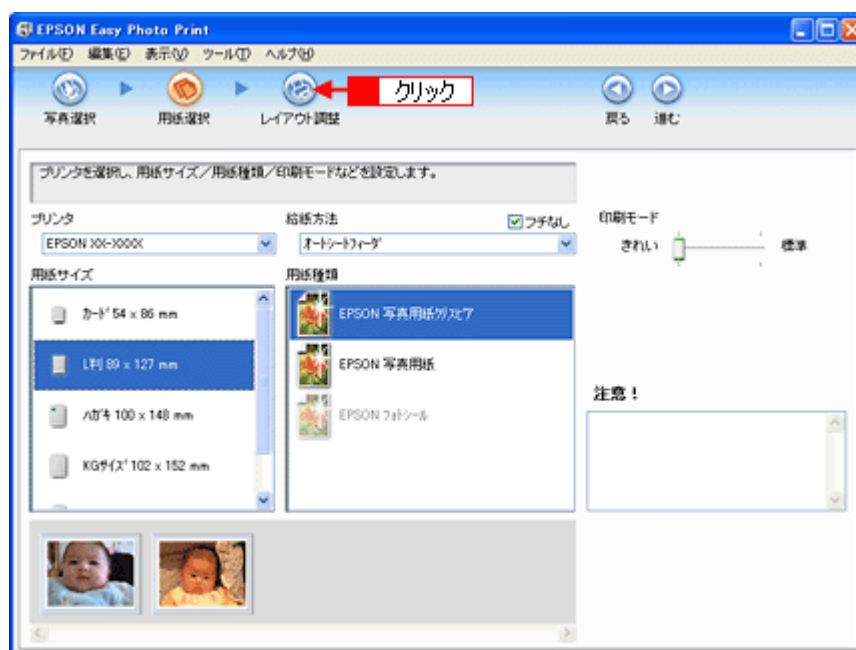 EPSON Easy Photo Print
ファイル(F) 編集(E) 表示(V) ツール(T) ヘルプ(H)
クリック
写真選択 用紙選択 レイアウト調整 戻る 進む
プリンタを選択し、用紙サイズ/用紙種類/印刷モードなどを設定します。
プリンタ 給紙方法 フチなし 印刷モード
EPSON XX-XXXX オートシートフィーダ きれい 標準
用紙サイズ 用紙種類
カード 54 x 86 mm
EPSON 写真用紙クリスピア
L判 89 x 127 mm
EPSON 写真用紙
注意!
ハガキ 100 x 148 mm
EPSON フォトシール
KGサイズ 102 x 152 mm